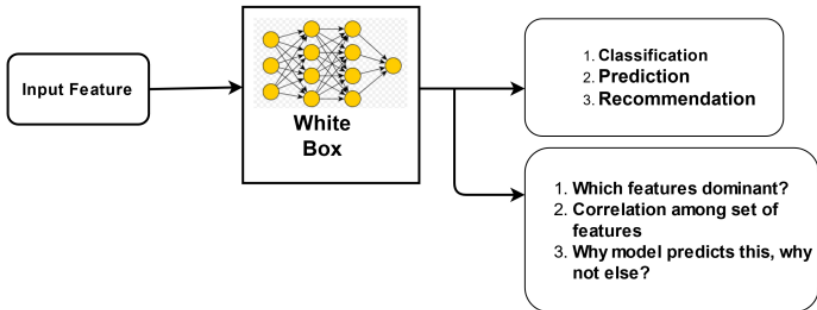 Input Feature
White
Box
1. Classification
2. Prediction
3. Recommendation
1. Which features dominant?
2. Correlation among set of
features
3. Why model predicts this, why
not else?